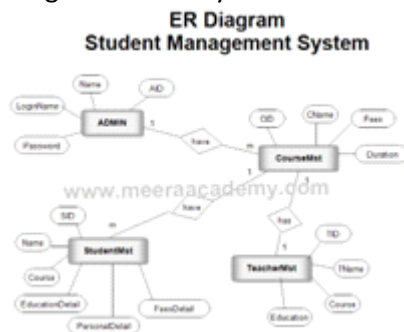 ER Diagram
Student Management System
Name
AID
LoginName
ADMIN
Password
1
have
m
CID
CName
Fees
CourseMst
Duration
1
1
www.meeraacademy.com
have
has
m
SID
Name
StudentMst
Course
EducationDetail
PersonalDetail
FeesDetail
1
TID
TeacherMst
TName
Course
Education